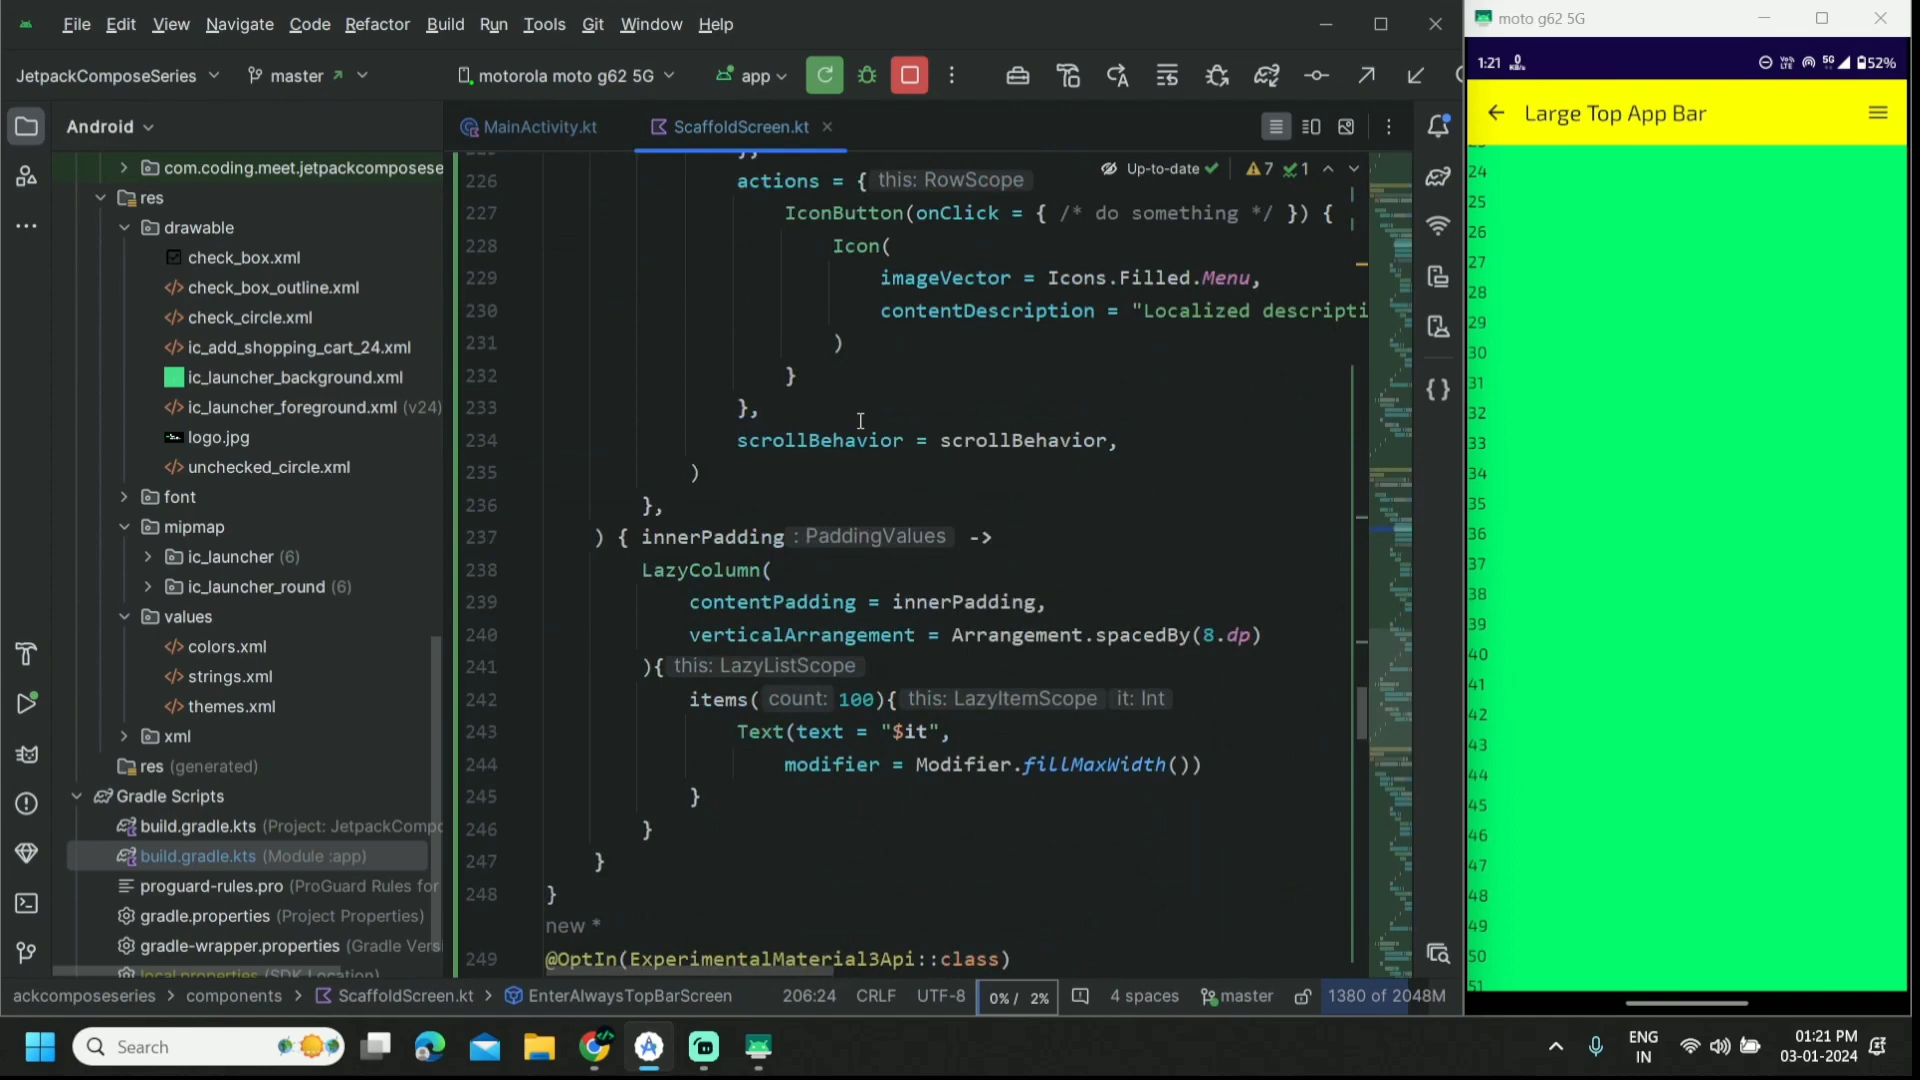 File Edit View Navigate Code Refactor Build Run Tools Git Window Help
JetpackComposeSeries master motorola moto g62 5G app
Android
MainActivity.kt ScaffoldScreen.kt
com.coding.meet.jetpackcomposese
res
drawable
check_box.xml
check_box_outline.xml
check_circle.xml
ic_add_shopping_cart_24.xml
ic_launcher_background.xml
ic_launcher_foreground.xml (v24)
logo.jpg
unchecked_circle.xml
font
mipmap
ic_launcher (6)
ic_launcher_round (6)
values
colors.xml
strings.xml
themes.xml
xml
res (generated)
Gradle Scripts
build.gradle.kts (Project: JetpackCompo
build.gradle.kts (Module :app)
proguard-rules.pro (ProGuard Rules for
gradle.properties (Project Properties)
gradle-wrapper.properties (Gradle Vers
local.properties (SDK Location)
Up-to-date 7 1
226 actions = { this: RowScope
227 IconButton(onClick = { /* do something */ }) {
228 Icon(
229 imageVector = Icons.Filled.Menu,
230 contentDescription = "Localized descripti
231 )
232 }
233 },
234 scrollBehavior = scrollBehavior,
235 )
236 },
237 ) { innerPadding : PaddingValues ->
238 LazyColumn(
239 contentPadding = innerPadding,
240 verticalArrangement = Arrangement.spacedBy(8.dp)
241 ){ this: LazyListScope
242 items( count: 100){ this: LazyItemScope it: Int
243 Text(text = "$it",
244 modifier = Modifier.fillMaxWidth())
245 }
246 }
247 }
248 }
new *
249 @OptIn(ExperimentalMaterial3Api::class)
ackcomposeseries > components > ScaffoldScreen.kt > EnterAlwaysTopBarScreen 206:24 CRLF UTF-8 0% / 2% 4 spaces master 1380 of 2048M
moto g62 5G
1:21 0 KB/s 5G 52%
Large Top App Bar
24
25
26
27
28
29
30
31
32
33
34
35
36
37
38
39
40
41
42
43
44
45
46
47
48
49
50
51
Search
ENG
IN
01:21 PM
03-01-2024